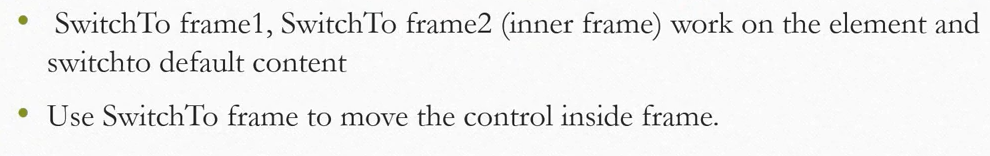 • SwitchTo frame1, SwitchTo frame2 (inner frame) work on the element and
switchto default content
• Use SwitchTo frame to move the control inside frame.